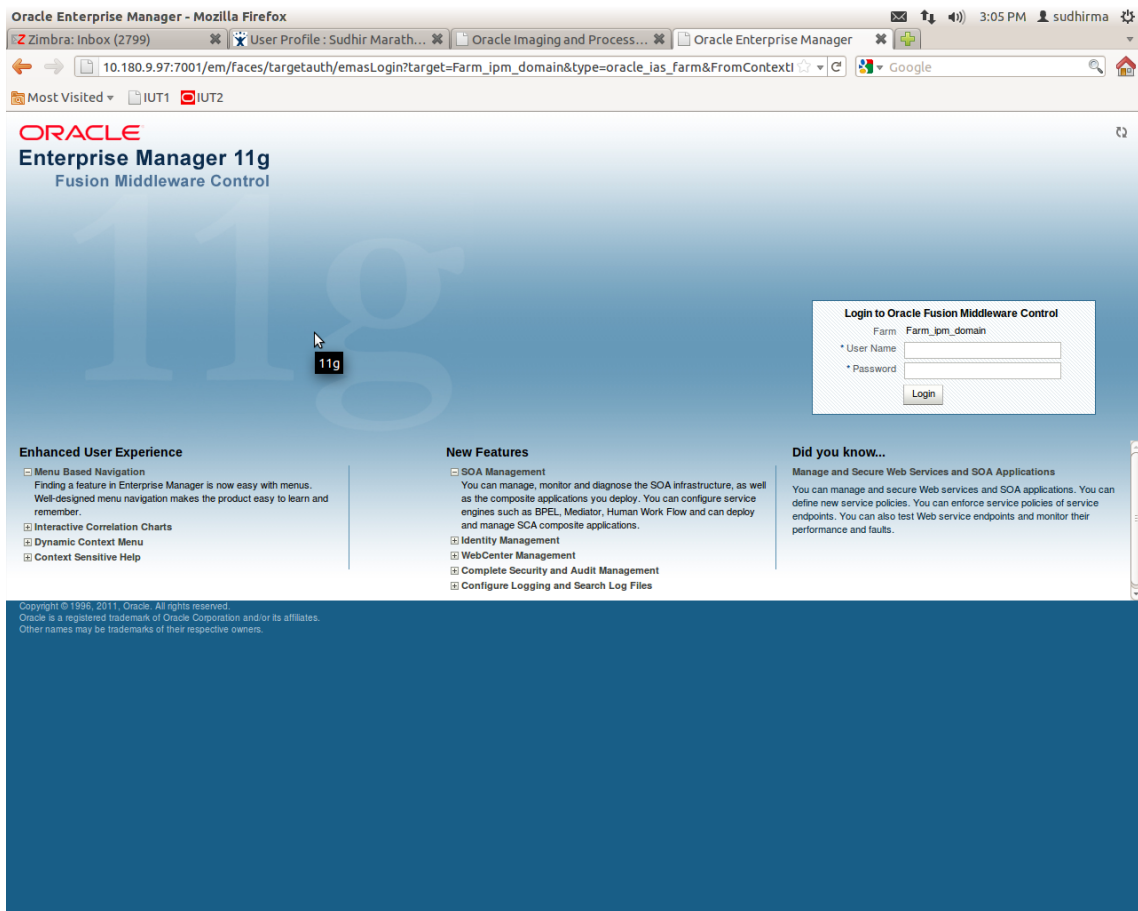 Oracle Enterprise Manager - Mozilla Firefox
3:05 PM sudhirma
Zimbra: Inbox (2799)
User Profile : Sudhir Marath...
Oracle Imaging and Process...
Oracle Enterprise Manager
10.180.9.97:7001/em/faces/targetauth/emasLogin?target=Farm_ipm_domain&type=oracle_ias_farm&FromContextI
Google
Most Visited
IUT1
IUT2
ORACLE
Enterprise Manager 11g
Fusion Middleware Control
11g
11g
Login to Oracle Fusion Middleware Control
Farm Farm_ipm_domain
* User Name
* Password
Login
Enhanced User Experience
Menu Based Navigation
Finding a feature in Enterprise Manager is now easy with menus.
Well-designed menu navigation makes the product easy to learn and
remember.
Interactive Correlation Charts
Dynamic Context Menu
Context Sensitive Help
New Features
SOA Management
You can manage, monitor and diagnose the SOA infrastructure, as well
as the composite applications you deploy. You can configure service
engines such as BPEL, Mediator, Human Work Flow and can deploy
and manage SCA composite applications.
Identity Management
WebCenter Management
Complete Security and Audit Management
Configure Logging and Search Log Files
Did you know...
Manage and Secure Web Services and SOA Applications
You can manage and secure Web services and SOA applications. You can
define new service policies. You can enforce service policies of service
endpoints. You can also test Web service endpoints and monitor their
performance and faults.
Copyright © 1996, 2011, Oracle. All rights reserved.
Oracle is a registered trademark of Oracle Corporation and/or its affiliates.
Other names may be trademarks of their respective owners.